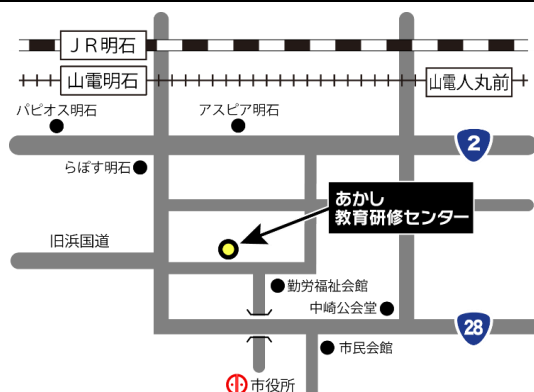 JR明石
山電明石
山電人丸前
パピオス明石
アスピア明石
2
らぽす明石
あかし
教育研修センター
旧浜国道
勤労福祉会館
中崎公会堂
28
市民会館
市役所